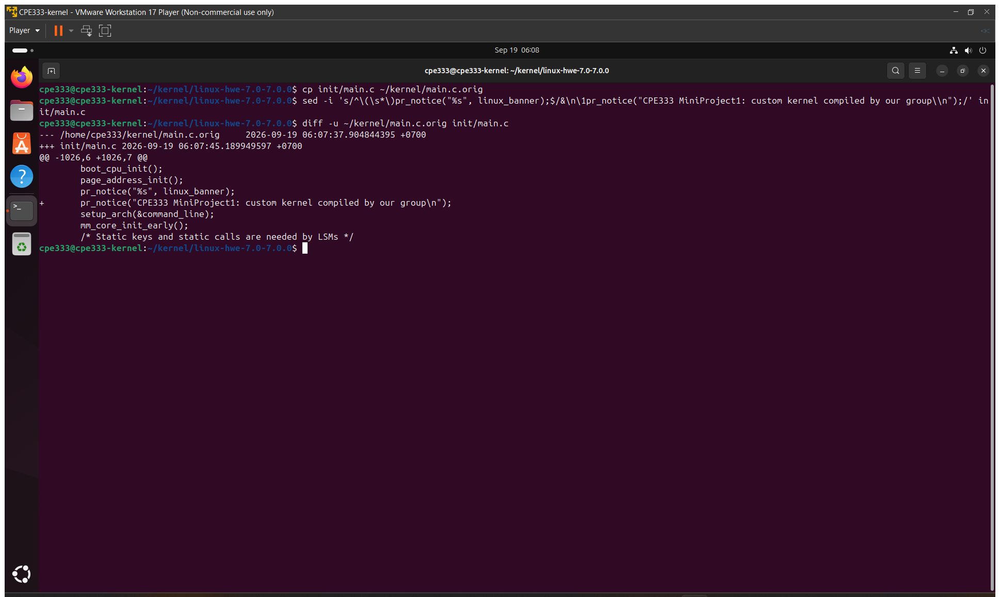 CPE333-kernel - VMware Workstation 17 Player (Non-commercial use only)
Player
Sep 19 06:08
cpe333@cpe333-kernel: ~/kernel/linux-hwe-7.0-7.0.0
cpe333@cpe333-kernel:~/kernel/linux-hwe-7.0-7.0.0$ cp init/main.c ~/kernel/main.c.orig
cpe333@cpe333-kernel:~/kernel/linux-hwe-7.0-7.0.0$ sed -i 's/^\(\s*\)pr_notice("%s", linux_banner);$/&\n\1pr_notice("CPE333 MiniProject1: custom kernel compiled by our group\\n");/' in
it/main.c
cpe333@cpe333-kernel:~/kernel/linux-hwe-7.0-7.0.0$ diff -u ~/kernel/main.c.orig init/main.c
--- /home/cpe333/kernel/main.c.orig     2026-09-19 06:07:37.904844395 +0700
+++ init/main.c 2026-09-19 06:07:45.189949597 +0700
@@ -1026,6 +1026,7 @@
        boot_cpu_init();
        page_address_init();
        pr_notice("%s", linux_banner);
+       pr_notice("CPE333 MiniProject1: custom kernel compiled by our group\n");
        setup_arch(&command_line);
        mm_core_init_early();
        /* Static keys and static calls are needed by LSMs */
cpe333@cpe333-kernel:~/kernel/linux-hwe-7.0-7.0.0$